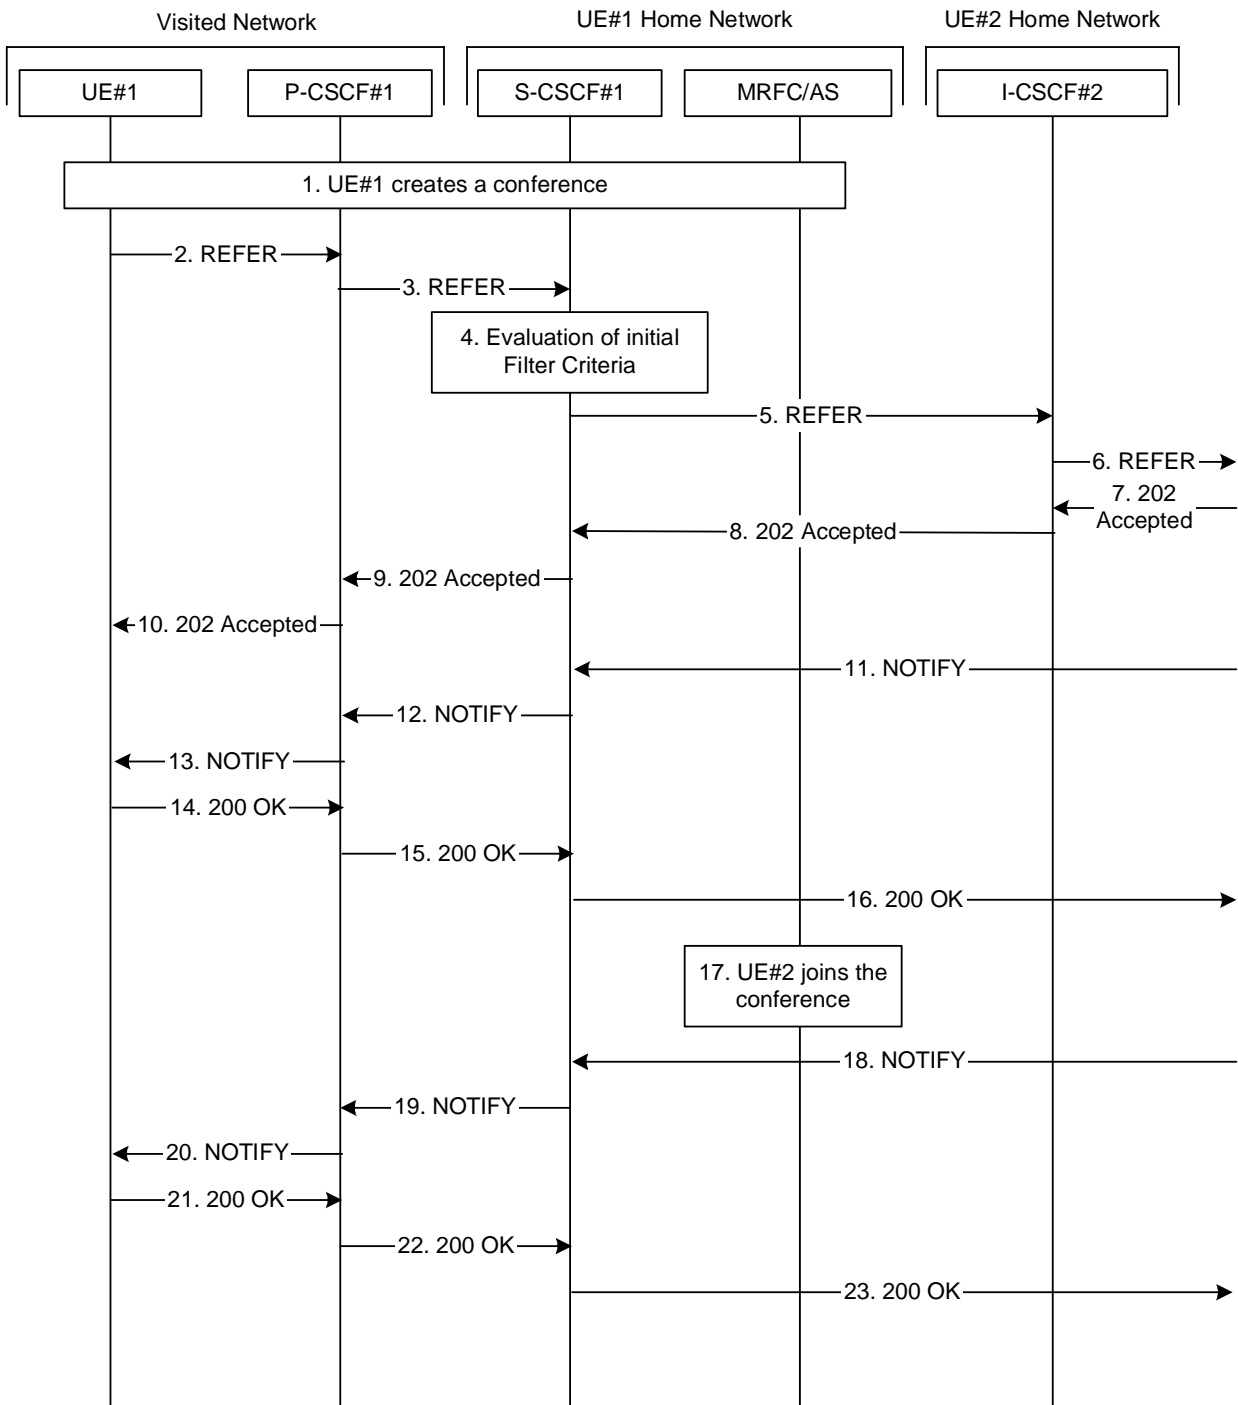 Visited Network
UE#1 Home Network
UE#2 Home Network
UE#1
P-CSCF#1
S-CSCF#1
MRFC/AS
I-CSCF#2
1. UE#1 creates a conference
2. REFER
3. REFER
4. Evaluation of initial
Filter Criteria
5. REFER
6. REFER
7. 202
Accepted
8. 202 Accepted
9. 202 Accepted
10. 202 Accepted
11. NOTIFY
12. NOTIFY
13. NOTIFY
14. 200 OK
15. 200 OK
16. 200 OK
17. UE#2 joins the
conference
18. NOTIFY
19. NOTIFY
20. NOTIFY
21. 200 OK
22. 200 OK
23. 200 OK